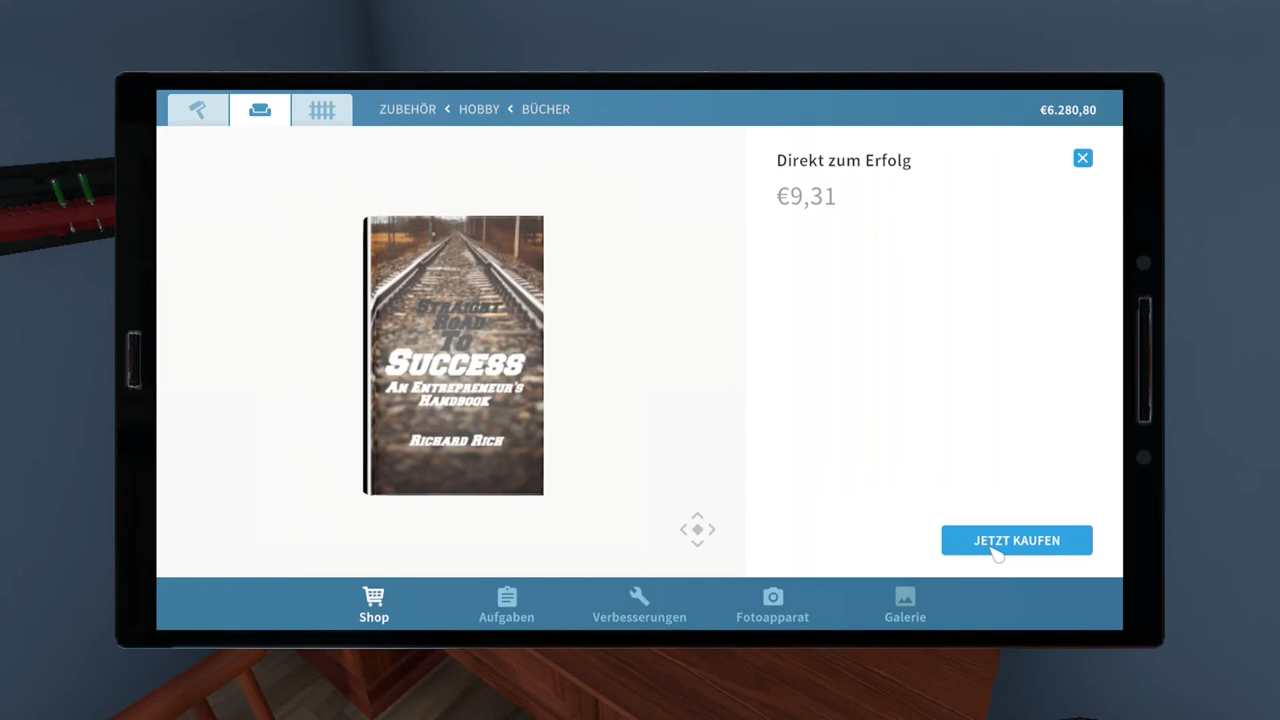 ZUBEHÖR < HOBBY < BÜCHER
€6.280,80
Direkt zum Erfolg
€9,31
STRAIGHT
ROAD
TO
SUCCESS
AN ENTREPRENEUR'S
HANDBOOK
RICHARD RICH
JETZT KAUFEN
Shop
Aufgaben
Verbesserungen
Fotoapparat
Galerie